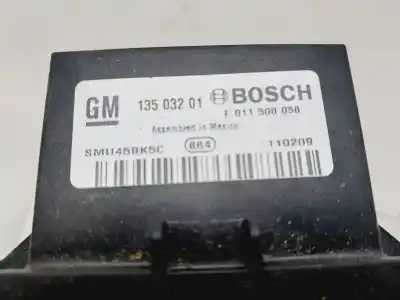 GM 135 032 01 BOSCH
F 011 500 058
Assembled in Mexico
SMU45BK5C 664 110209